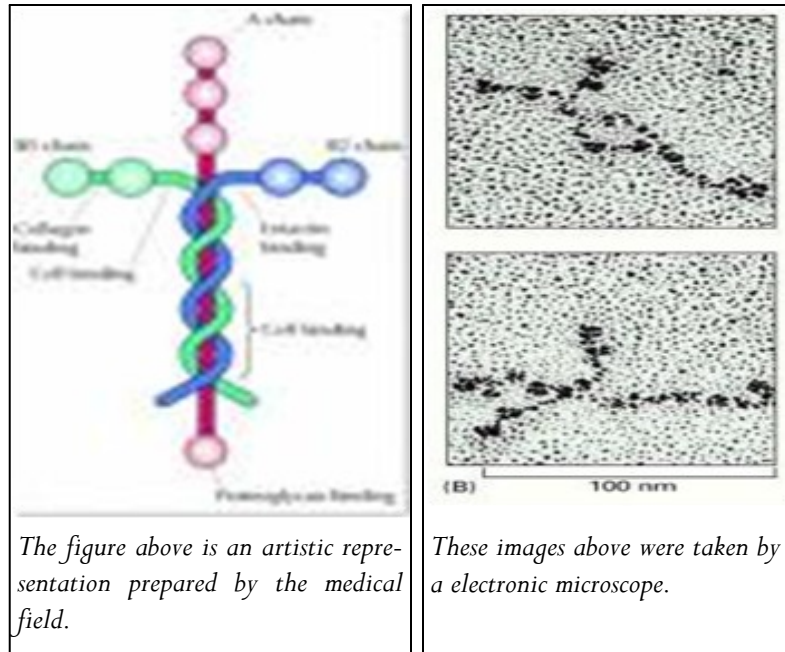 A chain
B1 chain
B2 chain
Collagen
binding
Entactin
binding
Cell binding
Cell binding
Proteoglycan binding
(B)
100 nm
The figure above is an artistic repre-
sentation prepared by the medical
field.
These images above were taken by
a electronic microscope.